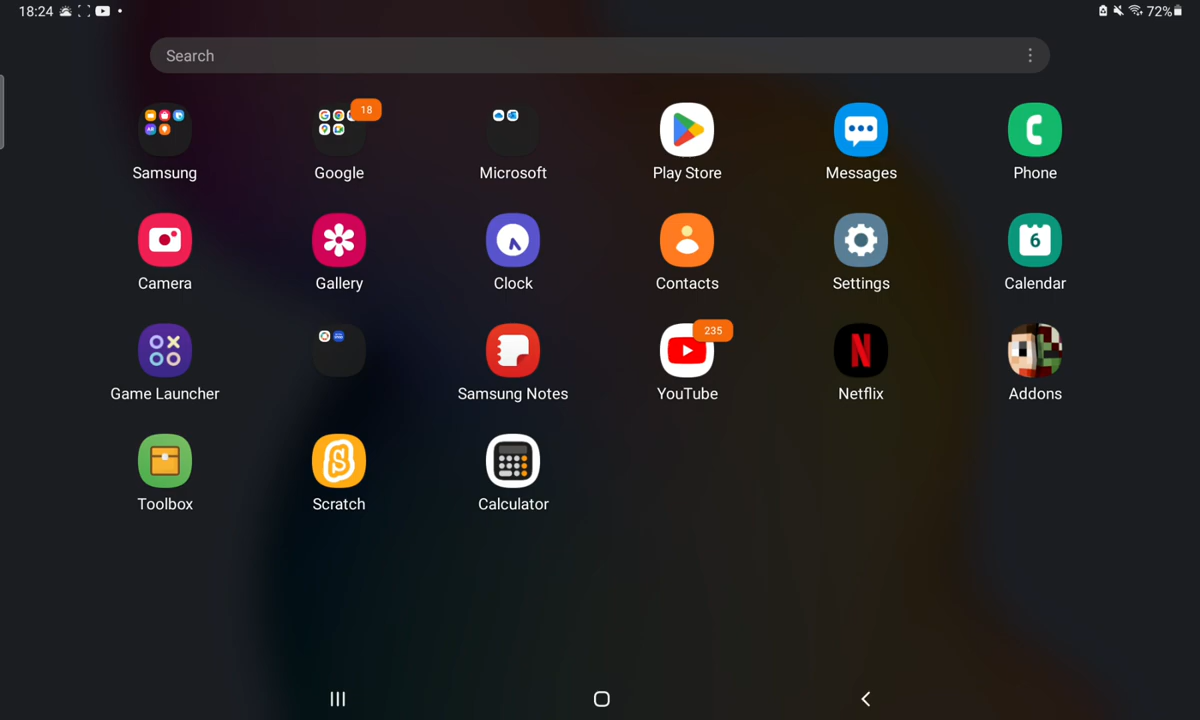 18:24
72%
Search
18
Samsung
Google
Microsoft
Play Store
Messages
Phone
6
Camera
Gallery
Clock
Contacts
Settings
Calendar
235
N
Game Launcher
Samsung Notes
YouTube
Netflix
Addons
S
Toolbox
Scratch
Calculator